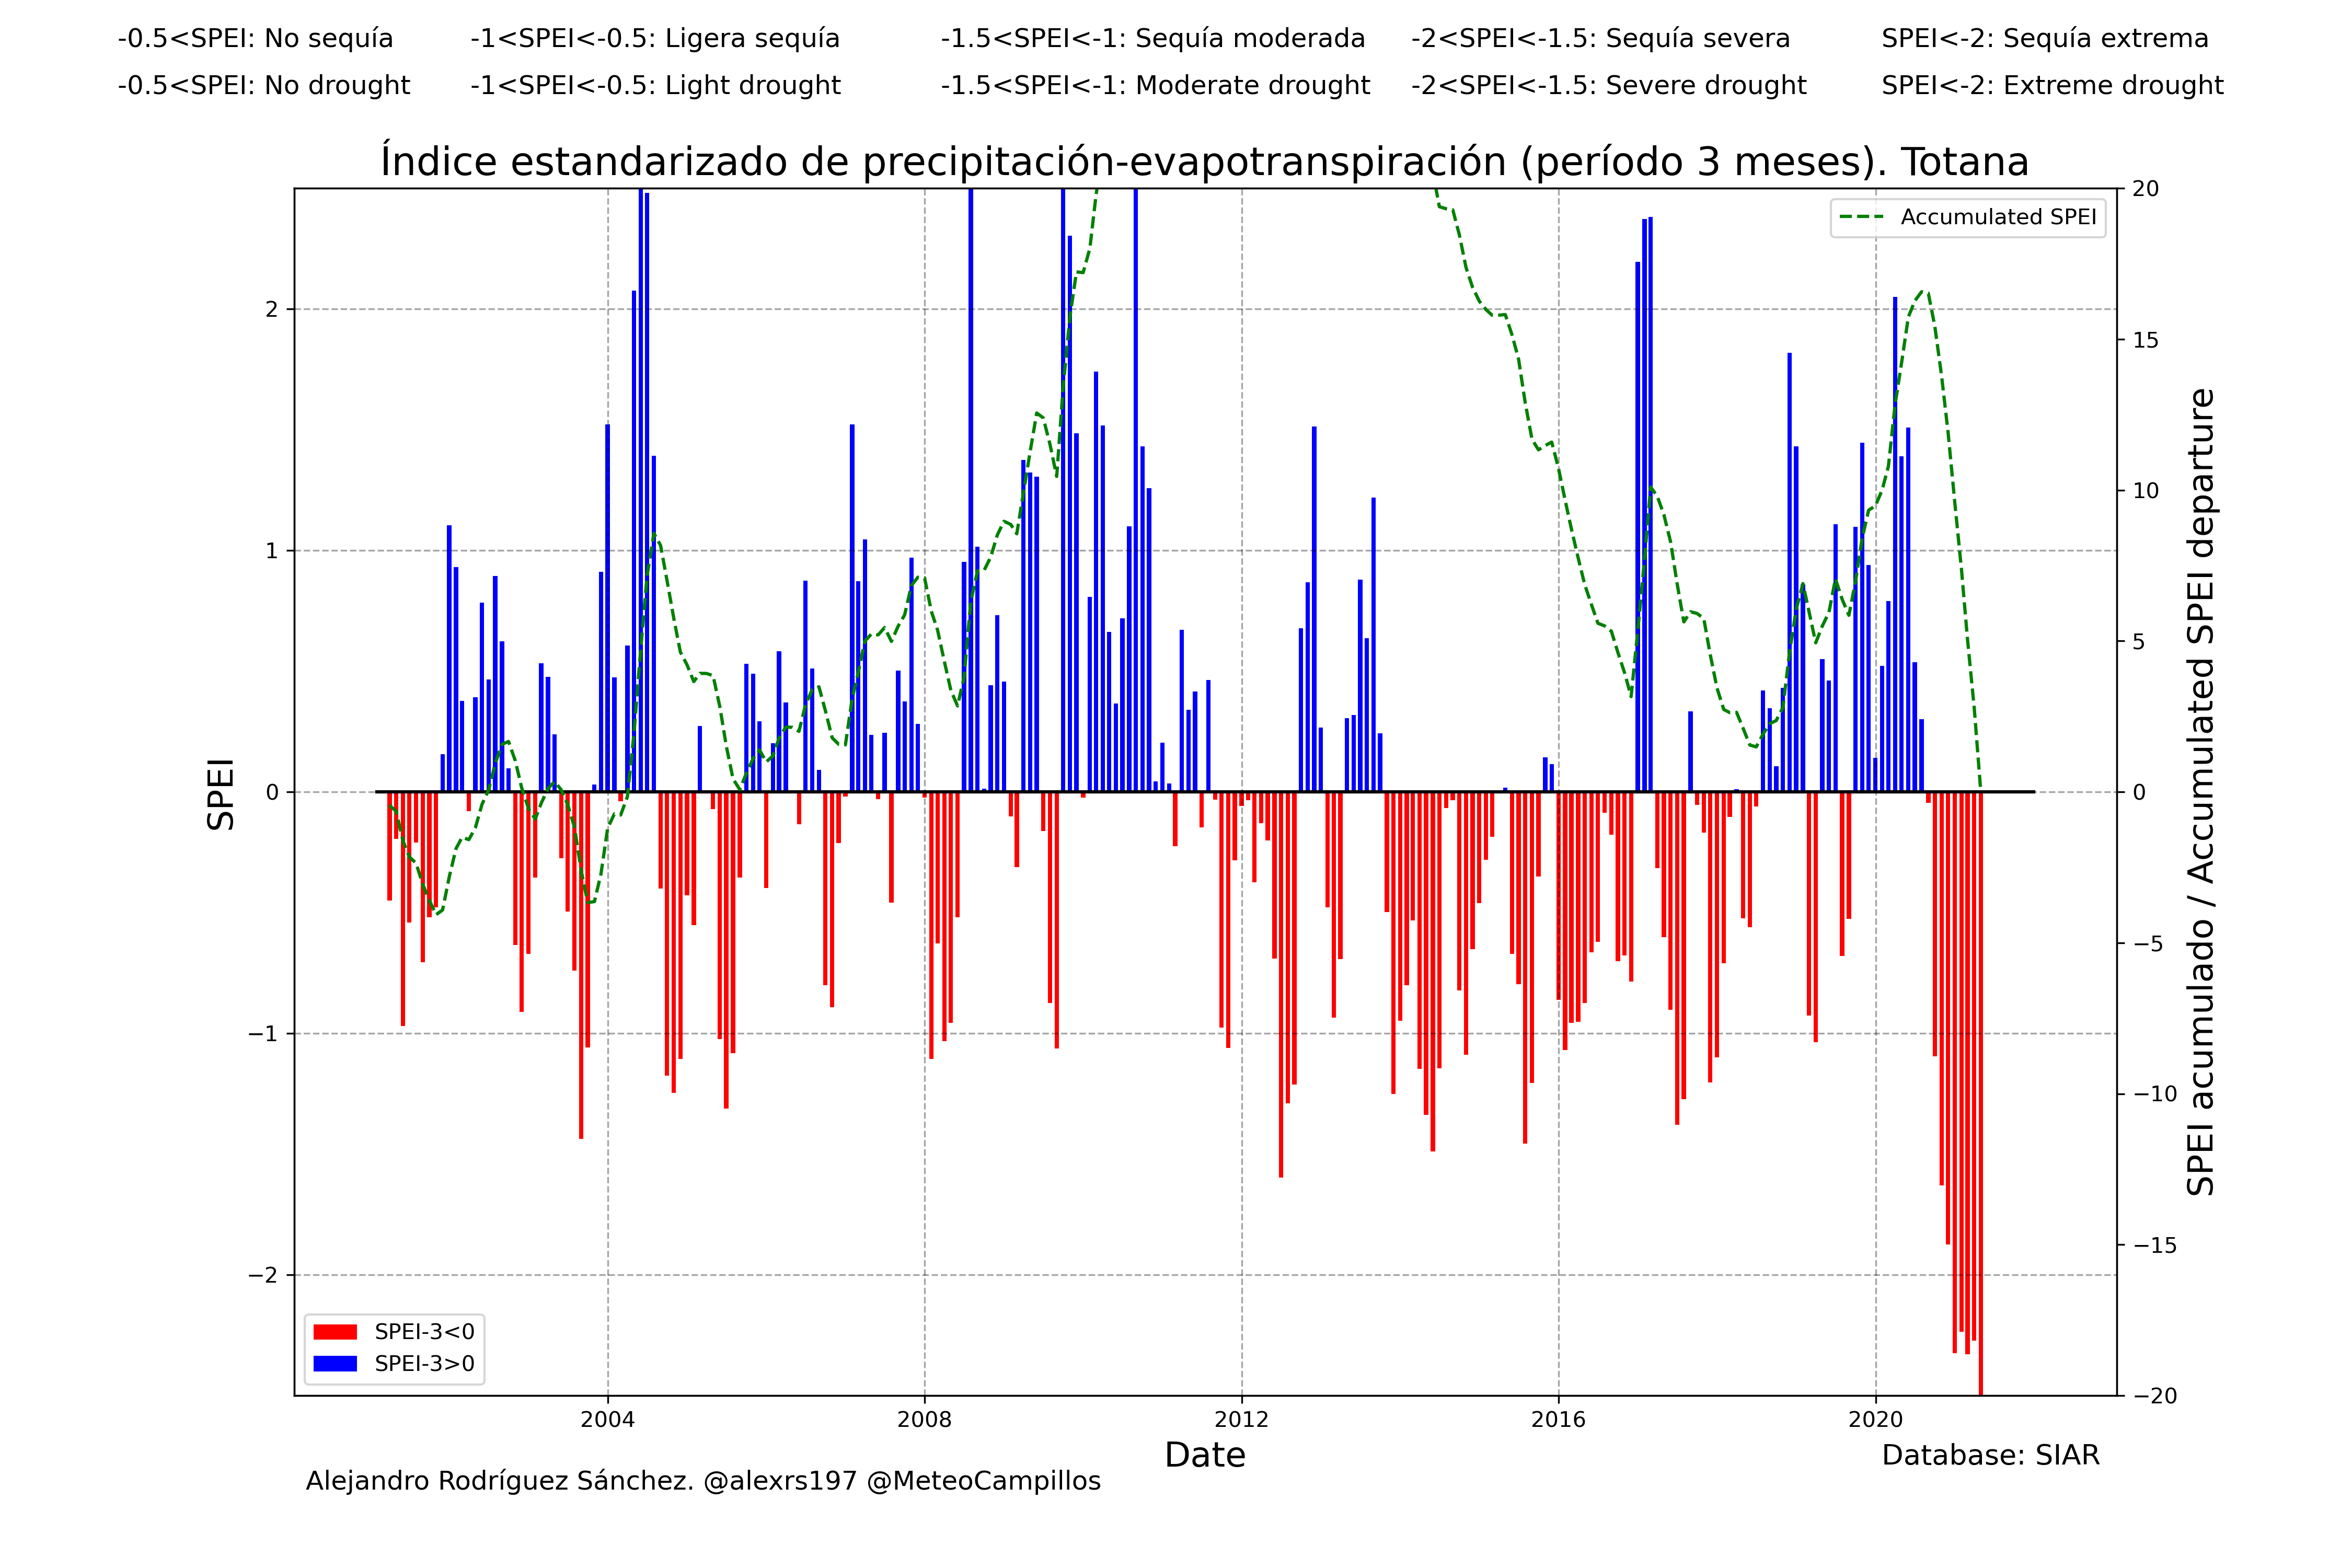 -0.5<SPEI: No sequía -1<SPEI<-0.5: Ligera sequía -1.5<SPEI<-1: Sequía moderada -2<SPEI<-1.5: Sequía severa SPEI<-2: Sequía extrema
-0.5<SPEI: No drought -1<SPEI<-0.5: Light drought -1.5<SPEI<-1: Moderate drought -2<SPEI<-1.5: Severe drought SPEI<-2: Extreme drought
Índice estandarizado de precipitación-evapotranspiración (período 3 meses). Totana
SPEI
2
1
0
−1
−2
Accumulated SPEI
20
15
10
5
0
−5
−10
−15
−20
SPEI acumulado / Accumulated SPEI departure
SPEI-3<0
SPEI-3>0
2004 2008 2012 2016 2020
Date
Database: SIAR
Alejandro Rodríguez Sánchez. @alexrs197 @MeteoCampillos